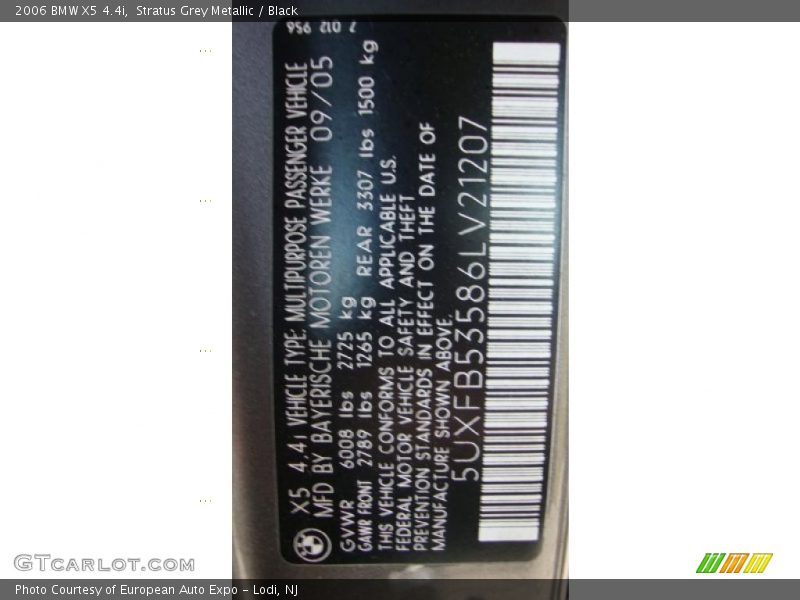 2006 BMW X5 4.4i, Stratus Grey Metallic / Black
7 012 956
X5 4.4i VEHICLE TYPE: MULTIPURPOSE PASSENGER VEHICLE
MFD BY BAYERISCHE MOTOREN WERKE 09/05
GVWR 6008 lbs 2725 kg
GAWR FRONT 2789 lbs 1265 kg REAR 3307 lbs 1500 kg
THIS VEHICLE CONFORMS TO ALL APPLICABLE U.S.
FEDERAL MOTOR VEHICLE SAFETY AND THEFT
PREVENTION STANDARDS IN EFFECT ON THE DATE OF
MANUFACTURE SHOWN ABOVE.
5UXFB53586LV21207
GTCARLOT.COM
Photo Courtesy of European Auto Expo - Lodi, NJ